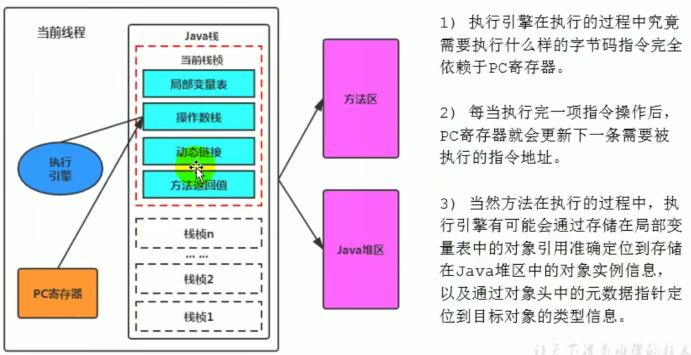 当前线程
Java栈
当前栈桢
局部变量表
操作数栈
动态链接
方法返回值
栈桢n
... ...
栈桢2
栈桢1
执行
引擎
PC寄存器
方法区
Java堆区
1) 执行引擎在执行的过程中究竟
需要执行什么样的字节码指令完全
依赖于PC寄存器。
2) 每当执行完一项指令操作后，
PC寄存器就会更新下一条需要被
执行的指令地址。
3) 当然方法在执行的过程中，执
行引擎有可能会通过存储在局部变
量表中的对象引用准确定位到存储
在Java堆区中的对象实例信息，
以及通过对象头中的元数据指针定
位到目标对象的类型信息。